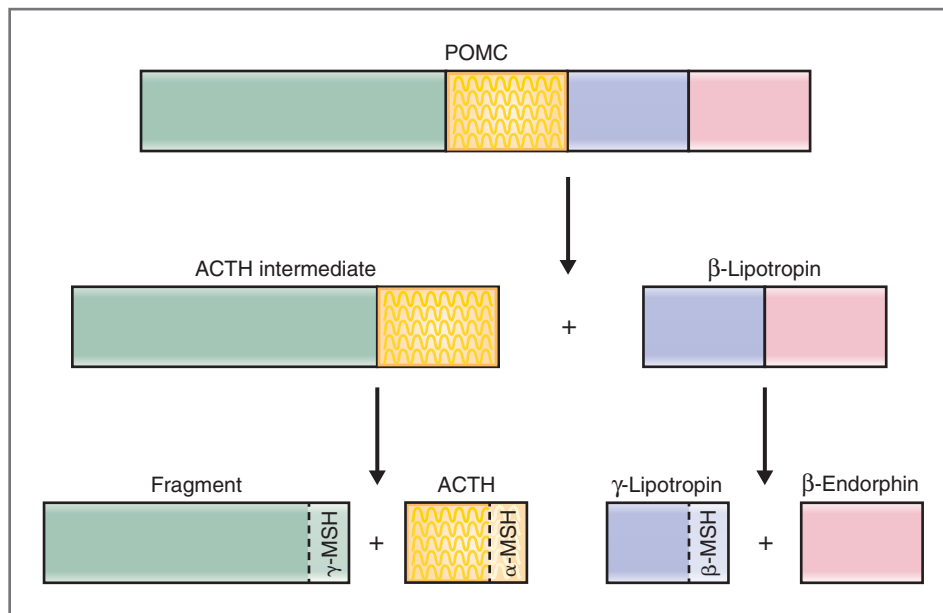 POMC
ACTH intermediate
β-Lipotropin
+
Fragment
ACTH
γ-Lipotropin
β-Endorphin
γ-MSH
+
α-MSH
β-MSH
+